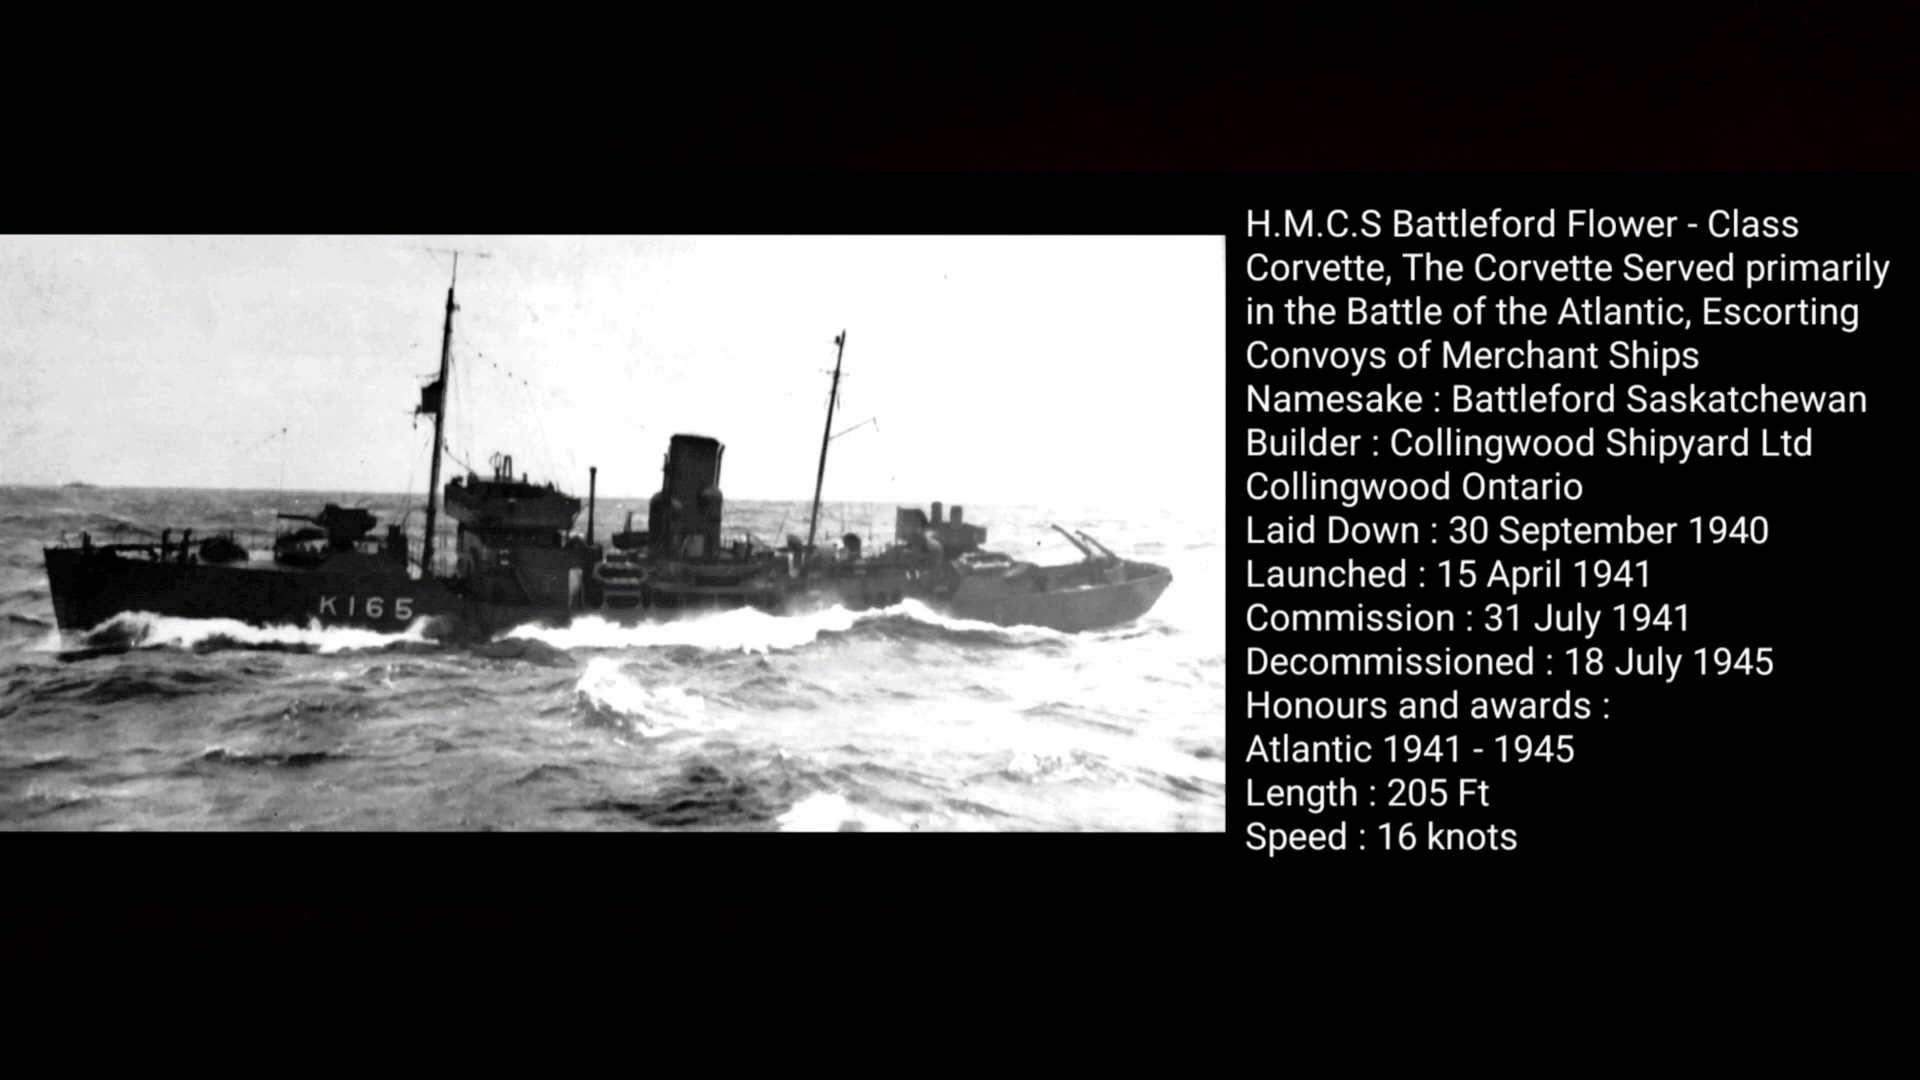 K165
H.M.C.S Battleford Flower - Class
Corvette, The Corvette Served primarily
in the Battle of the Atlantic, Escorting
Convoys of Merchant Ships
Namesake : Battleford Saskatchewan
Builder : Collingwood Shipyard Ltd
Collingwood Ontario
Laid Down : 30 September 1940
Launched : 15 April 1941
Commission : 31 July 1941
Decommissioned : 18 July 1945
Honours and awards :
Atlantic 1941 - 1945
Length : 205 Ft
Speed : 16 knots